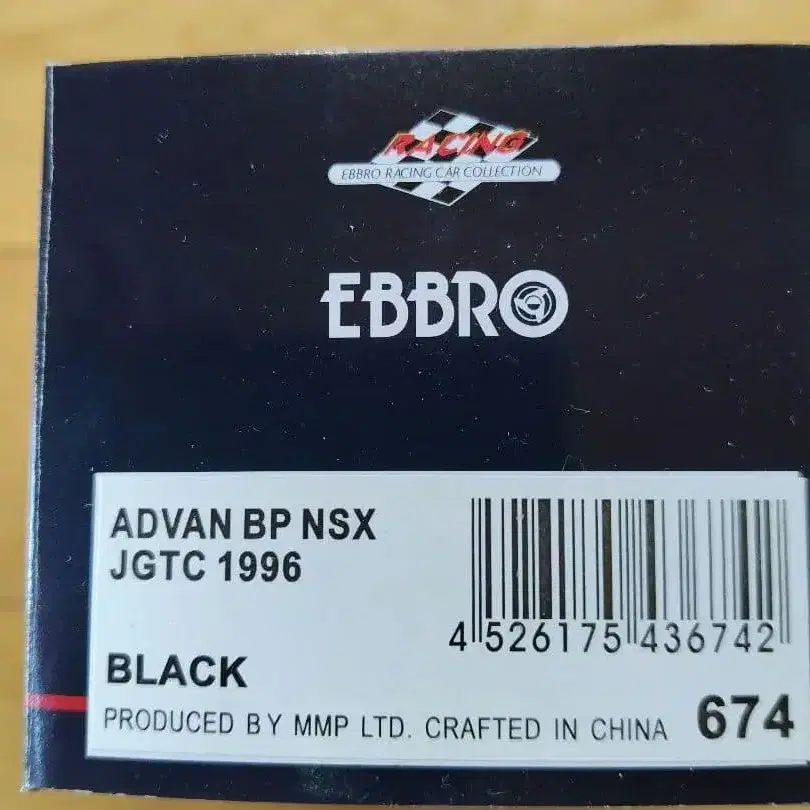 RACING
EBBRO RACING CAR COLLECTION
EBBRO
ADVAN BP NSX
JGTC 1996
4 526175 436742
BLACK
PRODUCED BY MMP LTD. CRAFTED IN CHINA 674